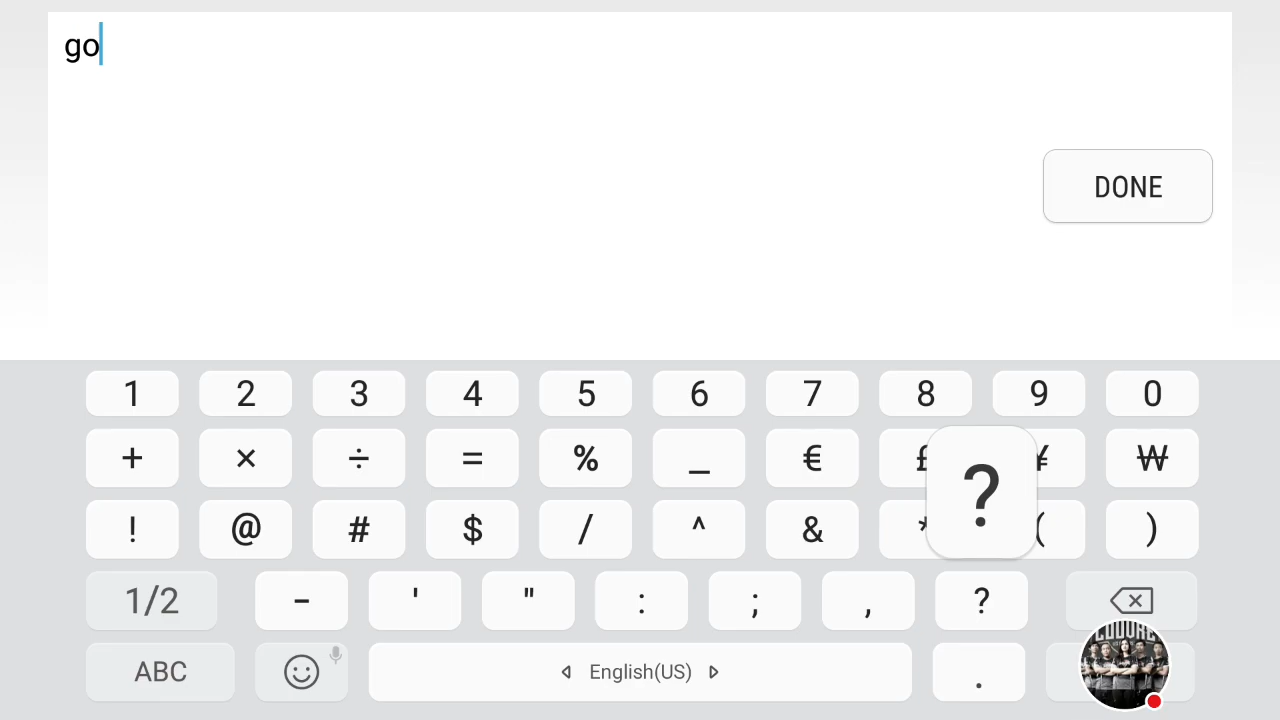 go
DONE
1 2 3 4 5 6 7 8 9 0
+ × ÷ = % _ € £ ¥ ₩
?
! @ # $ / ^ & * ( )
1/2 - ' " : ; , ?
ABC English(US) .